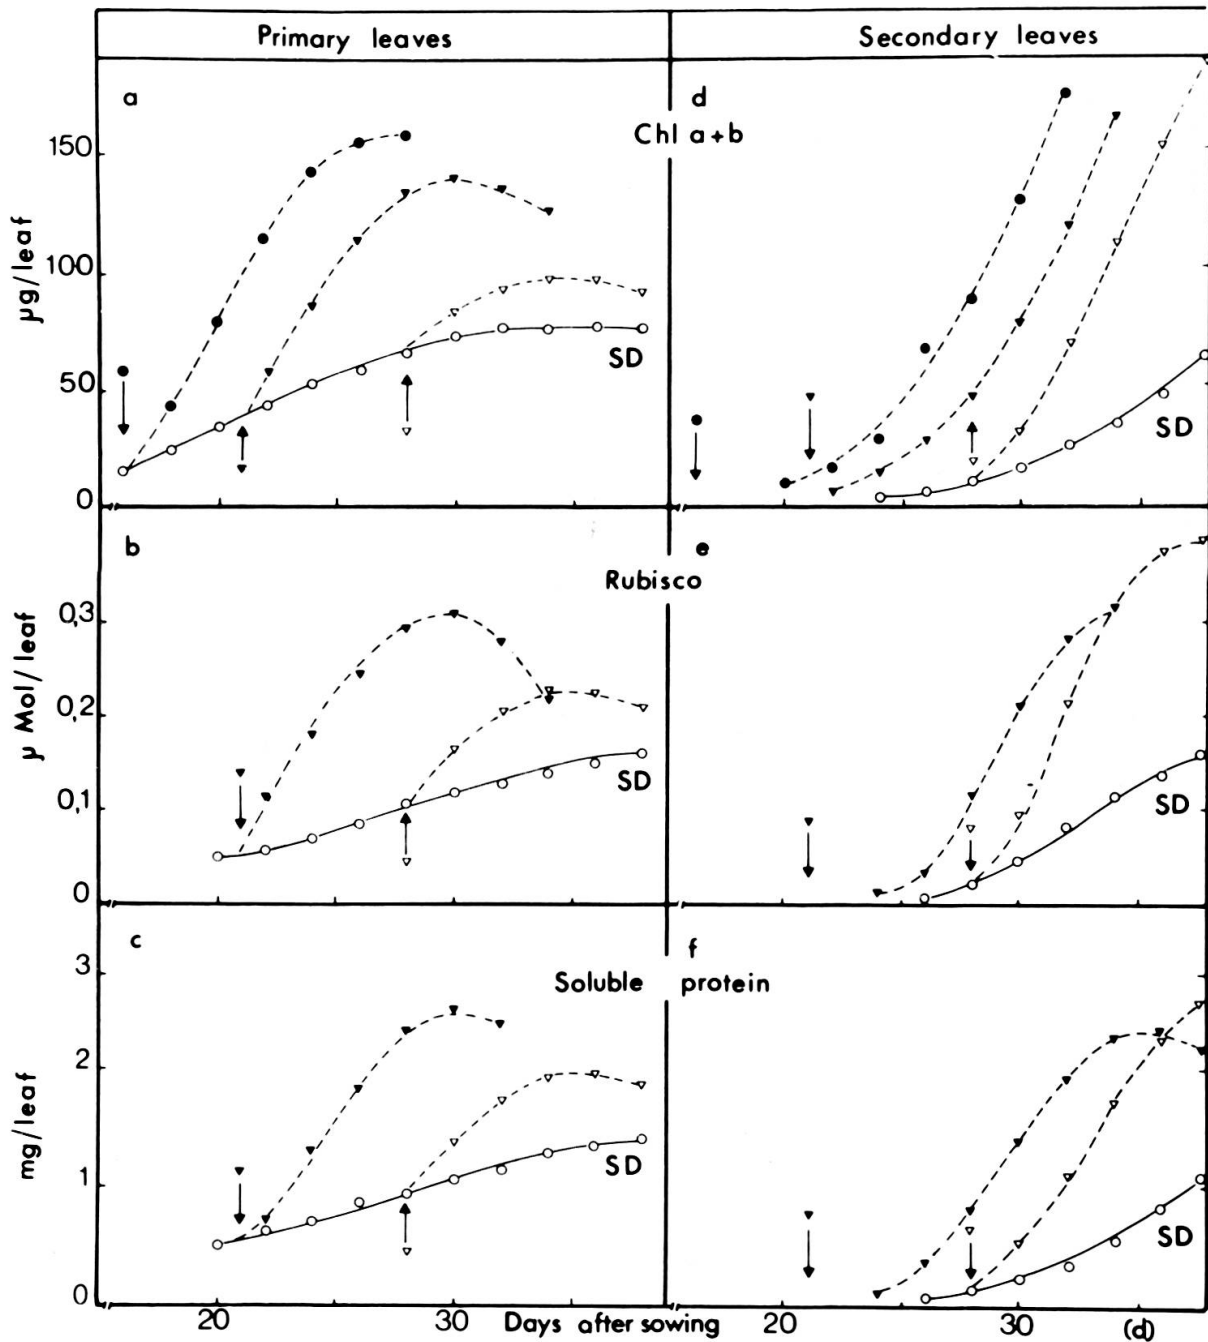 Primary leaves Secondary leaves
a d
Chl a+b
150
100
50
0
µg/leaf
SD SD
b e
Rubisco
0,3
0,2
0,1
0
µ Mol/leaf
SD SD
c f
Soluble protein
3
2
1
0
mg/leaf
SD SD
20 30 Days after sowing 20 30 (d)